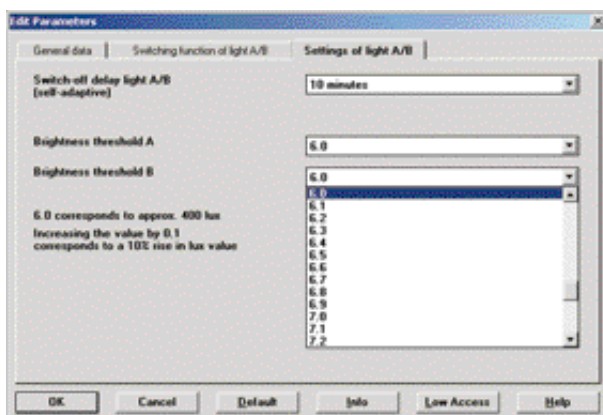 Edit Parameters
General data
Switching function of light A/B
Settings of light A/B
Switch-off delay light A/B
(self-adaptive)
10 minutes
Brightness threshold A
6.0
Brightness threshold B
6.0
6.0
6.1
6.2
6.3
6.4
6.5
6.6
6.7
6.8
6.9
7.0
7.1
7.2
6.0 corresponds to approx. 400 lux
Increasing the value by 0.1
corresponds to a 10% rise in lux value
OK
Cancel
Default
Info
Low Access
Help